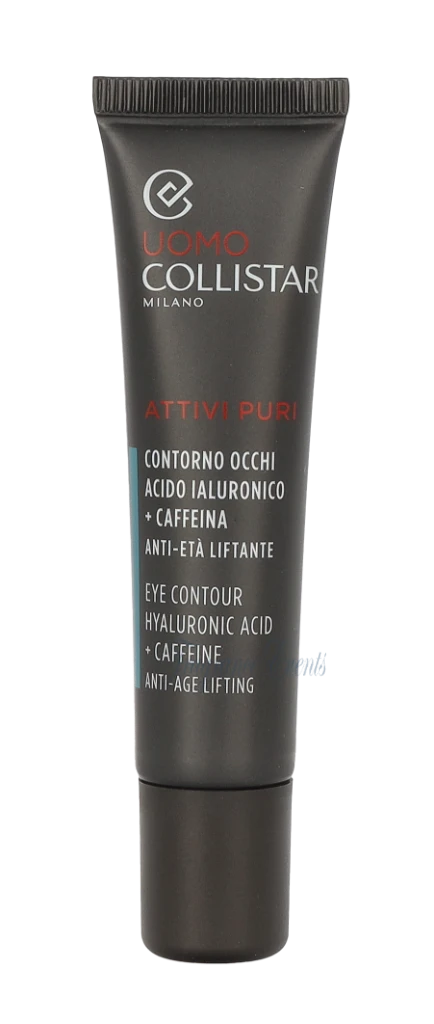 UOMO
COLLISTAR
MILANO
ATTIVI PURI
CONTORNO OCCHI
ACIDO IALURONICO
+ CAFFEINA
ANTI-ETÀ LIFTANTE
EYE CONTOUR
HYALURONIC ACID
+ CAFFEINE
ANTI-AGE LIFTING